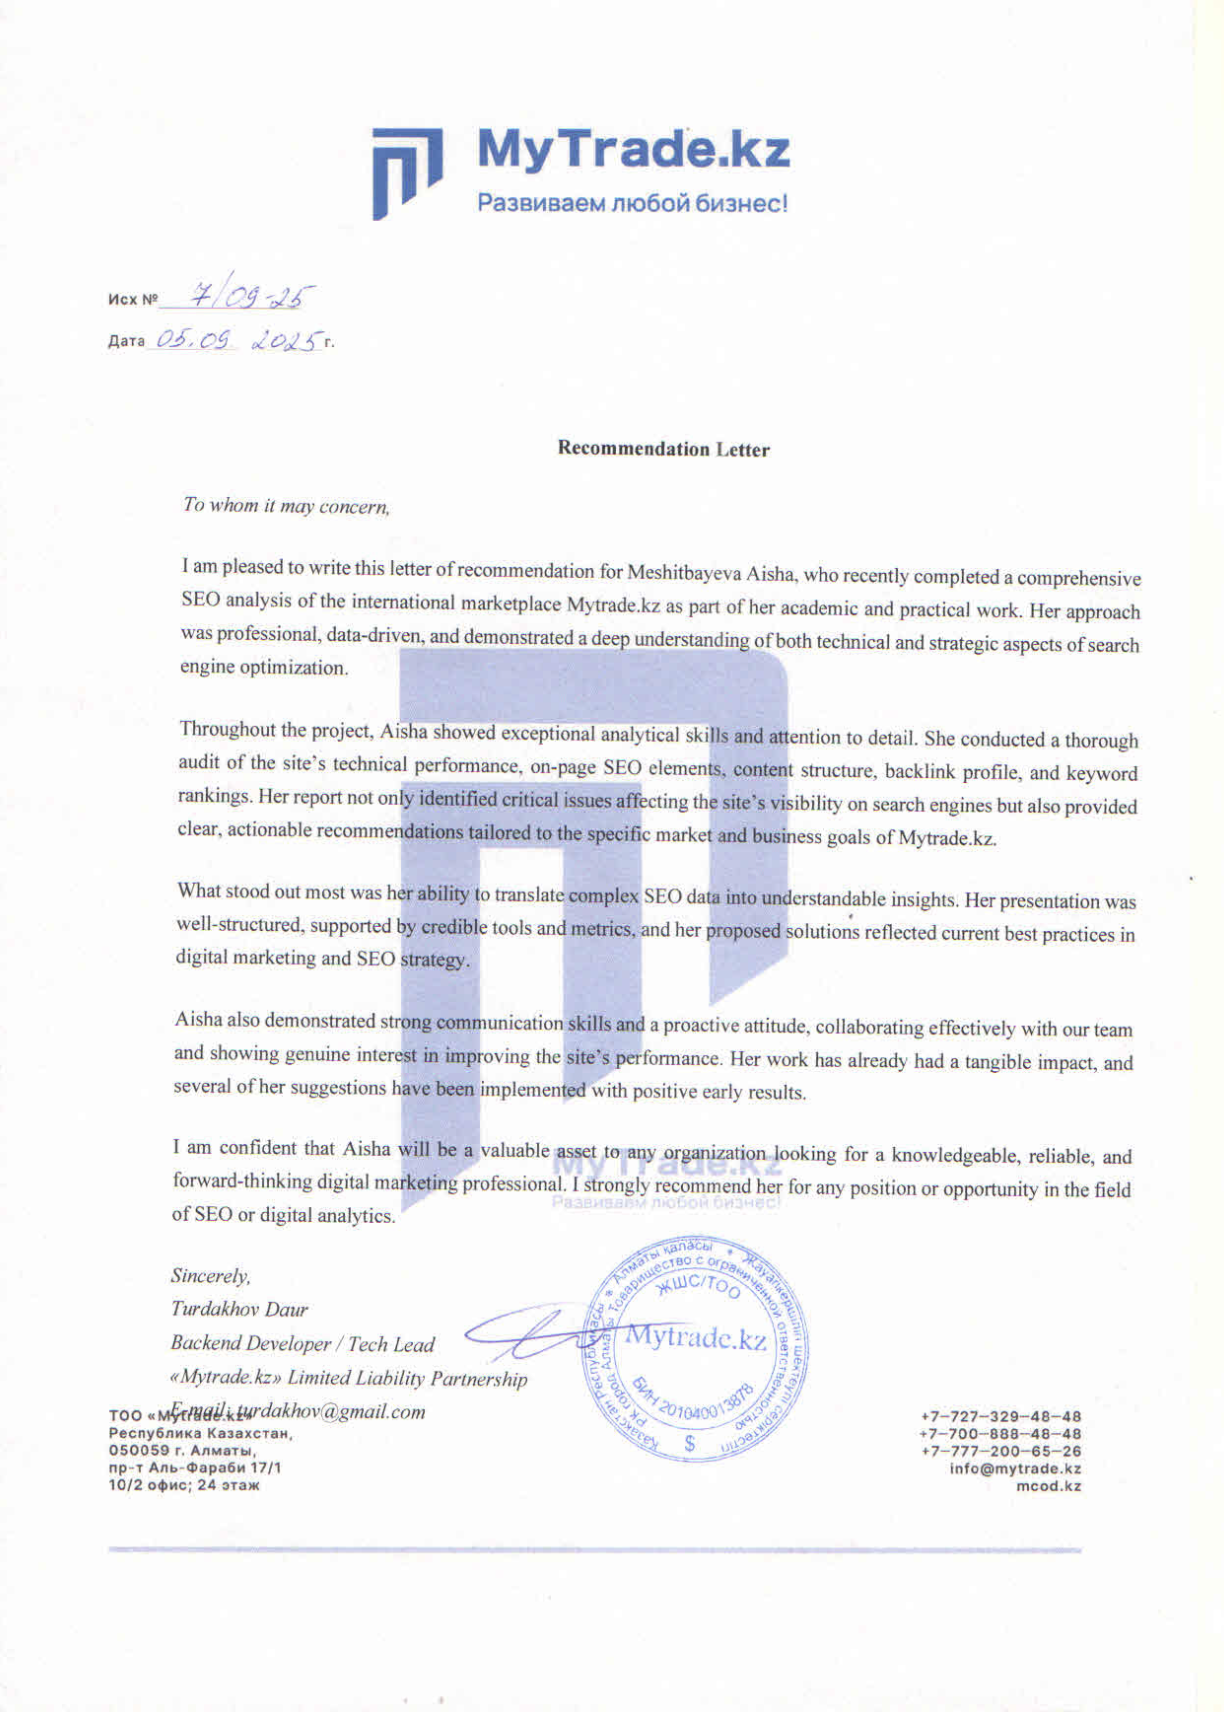 MyTrade.kz
Развиваем любой бизнес!
Исх № 7/09-25
Дата 05.09 2025 г.
Recommendation Letter
To whom it may concern,
I am pleased to write this letter of recommendation for Meshitbayeva Aisha, who recently completed a comprehensive
SEO analysis of the international marketplace Mytrade.kz as part of her academic and practical work. Her approach
was professional, data-driven, and demonstrated a deep understanding of both technical and strategic aspects of search
engine optimization.
Throughout the project, Aisha showed exceptional analytical skills and attention to detail. She conducted a thorough
audit of the site's technical performance, on-page SEO elements, content structure, backlink profile, and keyword
rankings. Her report not only identified critical issues affecting the site's visibility on search engines but also provided
clear, actionable recommendations tailored to the specific market and business goals of Mytrade.kz.
What stood out most was her ability to translate complex SEO data into understandable insights. Her presentation was
well-structured, supported by credible tools and metrics, and her proposed solutions reflected current best practices in
digital marketing and SEO strategy.
Aisha also demonstrated strong communication skills and a proactive attitude, collaborating effectively with our team
and showing genuine interest in improving the site's performance. Her work has already had a tangible impact, and
several of her suggestions have been implemented with positive early results.
I am confident that Aisha will be a valuable asset to any organization looking for a knowledgeable, reliable, and
forward-thinking digital marketing professional. I strongly recommend her for any position or opportunity in the field
of SEO or digital analytics.
MyTrade.kz
Развиваем любой бизнес!
Sincerely,
Turdakhov Daur
Backend Developer / Tech Lead
«Mytrade.kz» Limited Liability Partnership
E-mail: turdakhov@gmail.com
Қазақстан Республикасы * Алматы қаласы * Жауапкершілігі шектеулі серіктестігі
РК город Алматы Товарищество с ограниченной ответственностью
ЖШС/ТОО
Mytrade.kz
БИН 201040013878
$
ТОО «Mytrade.kz»
Республика Казахстан,
050059 г. Алматы,
пр-т Аль-Фараби 17/1
10/2 офис; 24 этаж
+7-727-329-48-48
+7-700-888-48-48
+7-777-200-65-26
info@mytrade.kz
mcod.kz